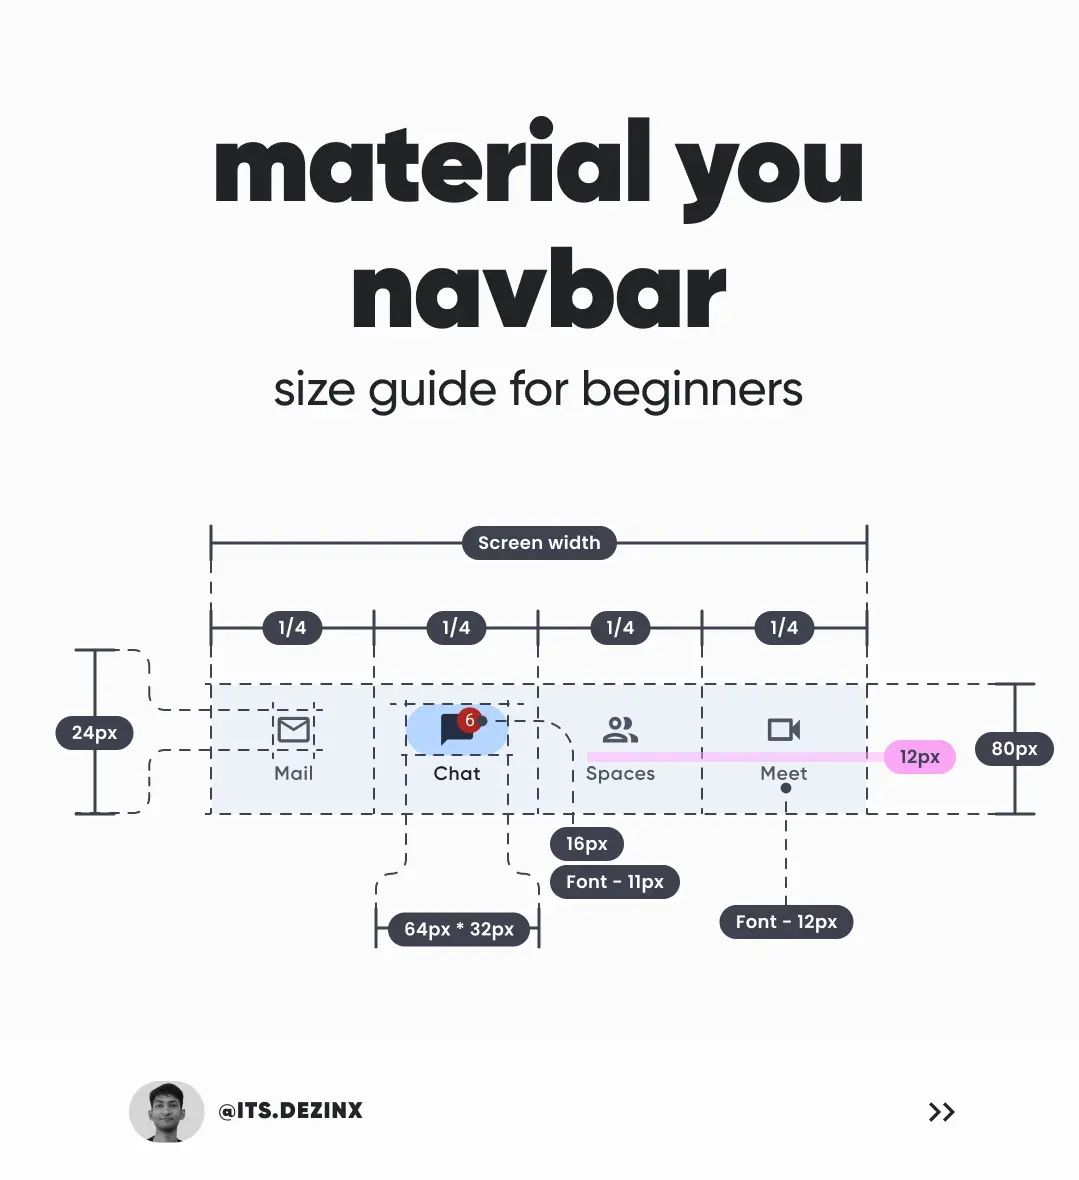 material you
navbar
size guide for beginners
Screen width
1/4 1/4 1/4 1/4
24px
6
12px
80px
Mail Chat Spaces Meet
16px
Font - 11px
64px * 32px
Font - 12px
@ITS.DEZINX